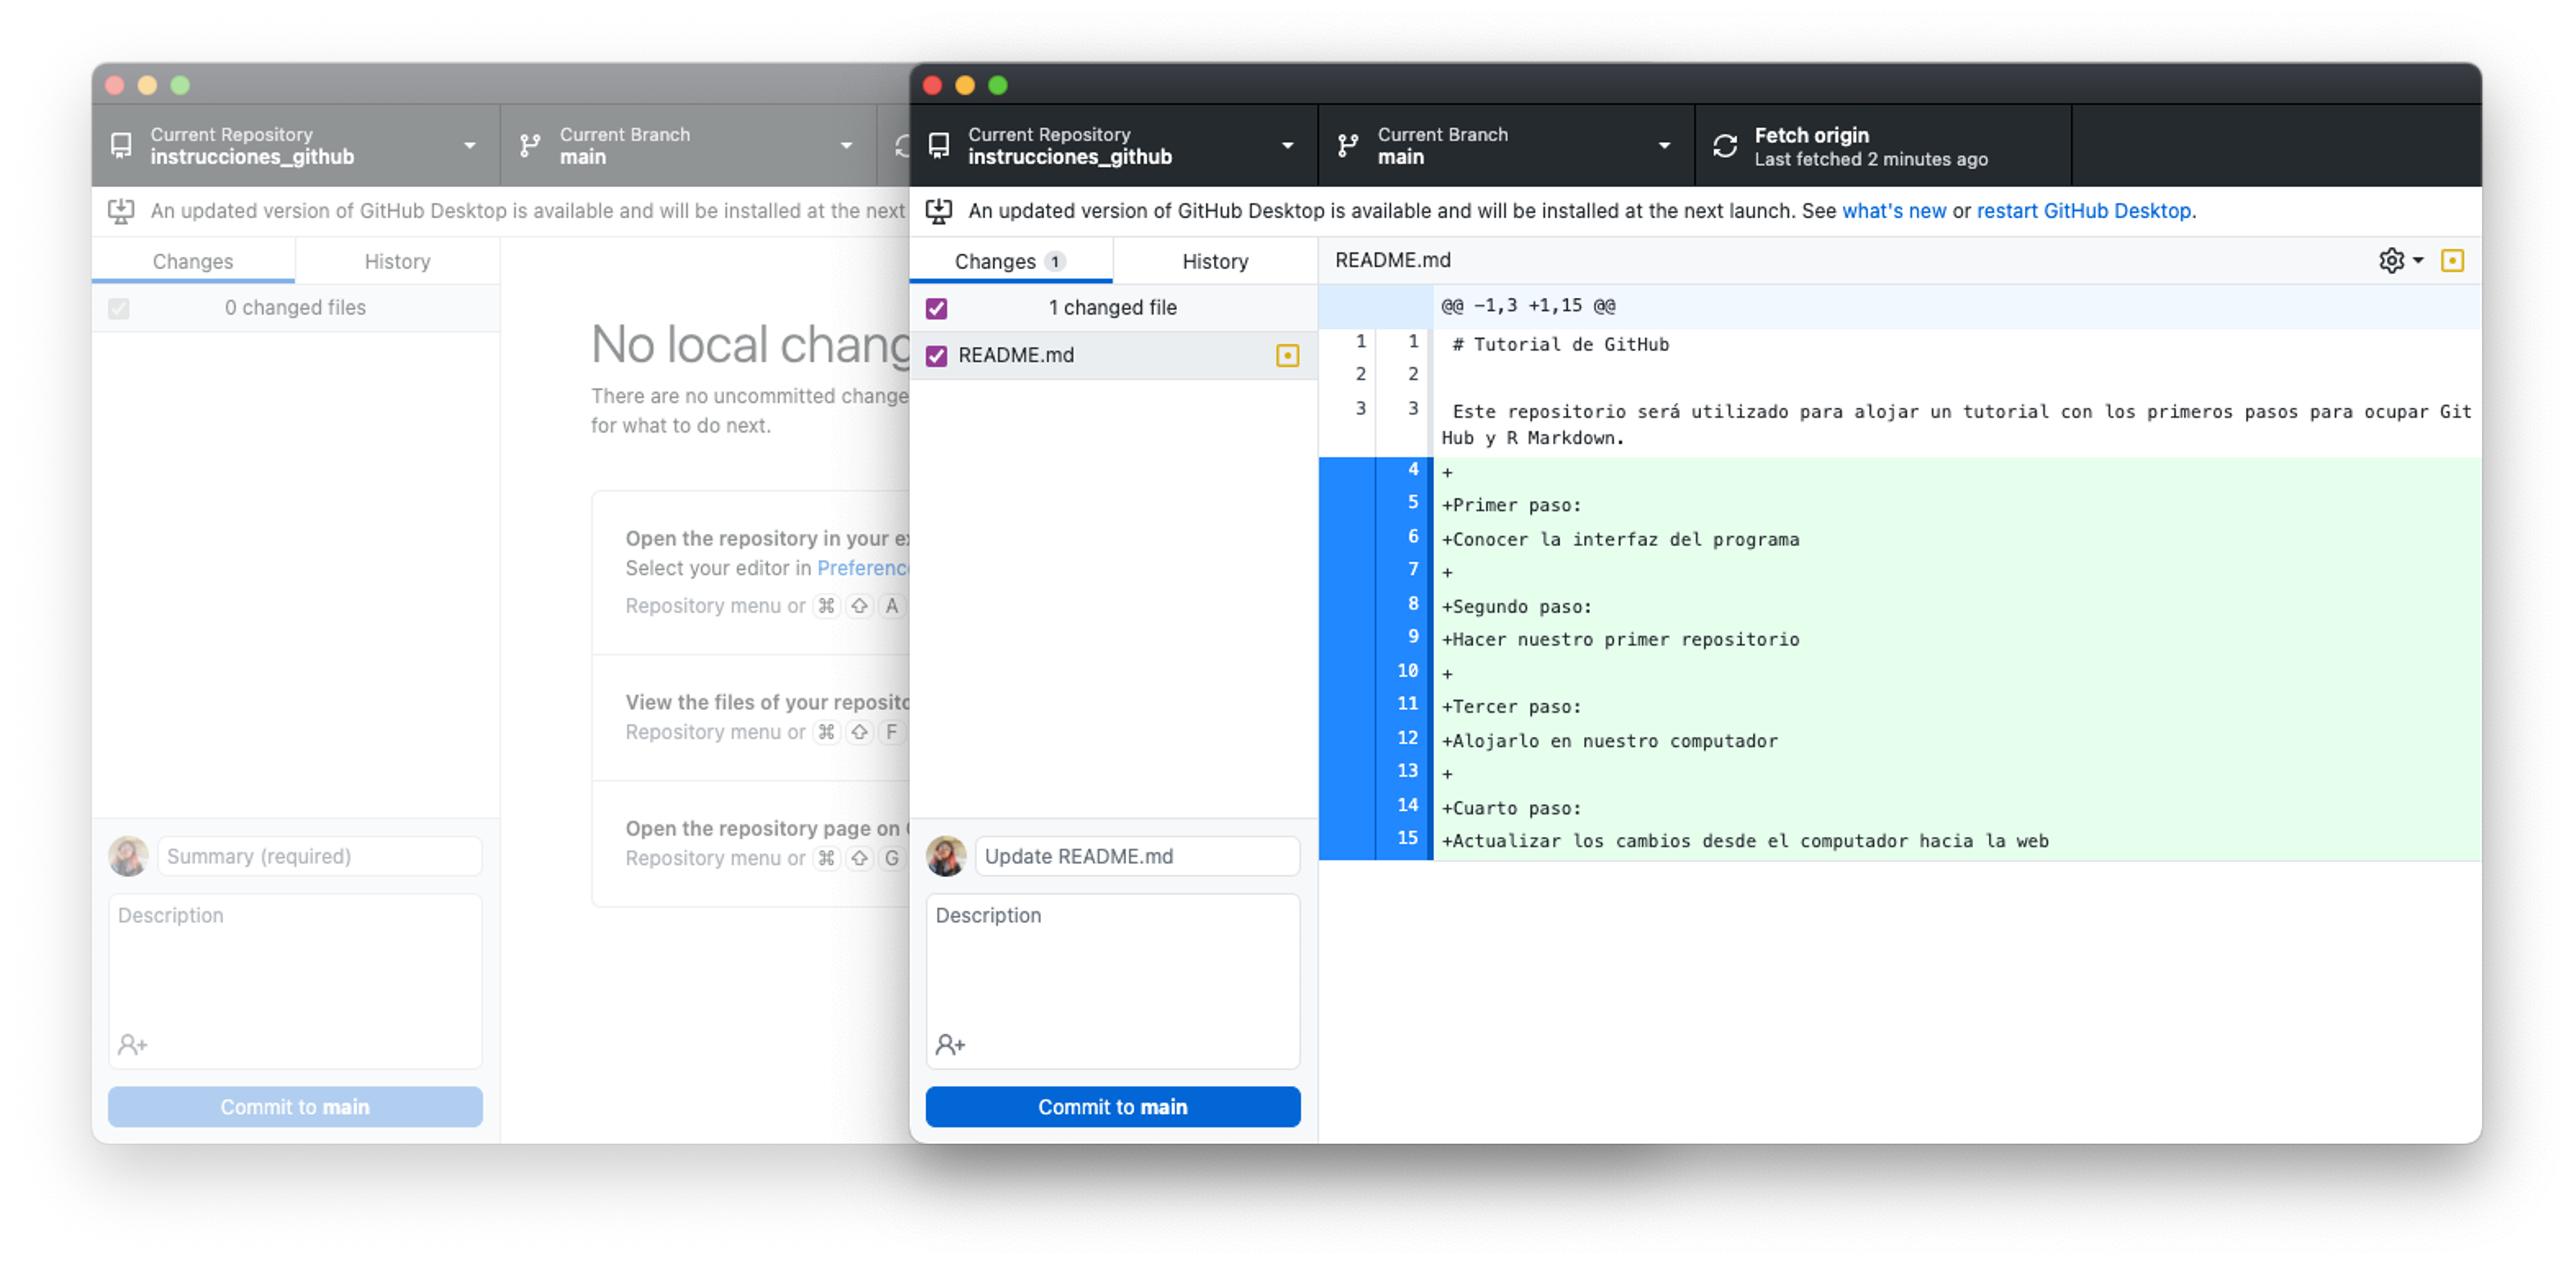 Current Repository
instrucciones_github
Current Branch
main
An updated version of GitHub Desktop is available and will be installed at the next
Changes
History
0 changed files
No local chang
There are no uncommitted change
for what to do next.
Open the repository in your ex
Select your editor in Preferenc
Repository menu or ⌘ ⇧ A
View the files of your reposito
Repository menu or ⌘ ⇧ F
Open the repository page on
Repository menu or ⌘ ⇧ G
Summary (required)
Description
Commit to main
Current Repository
instrucciones_github
Current Branch
main
Fetch origin
Last fetched 2 minutes ago
An updated version of GitHub Desktop is available and will be installed at the next launch. See what's new or restart GitHub Desktop.
Changes 1
History
1 changed file
README.md
Update README.md
Description
Commit to main
README.md
@@ -1,3 +1,15 @@
1 1 # Tutorial de GitHub
2 2
3 3 Este repositorio será utilizado para alojar un tutorial con los primeros pasos para ocupar Git
Hub y R Markdown.
4 +
5 +Primer paso:
6 +Conocer la interfaz del programa
7 +
8 +Segundo paso:
9 +Hacer nuestro primer repositorio
10 +
11 +Tercer paso:
12 +Alojarlo en nuestro computador
13 +
14 +Cuarto paso:
15 +Actualizar los cambios desde el computador hacia la web